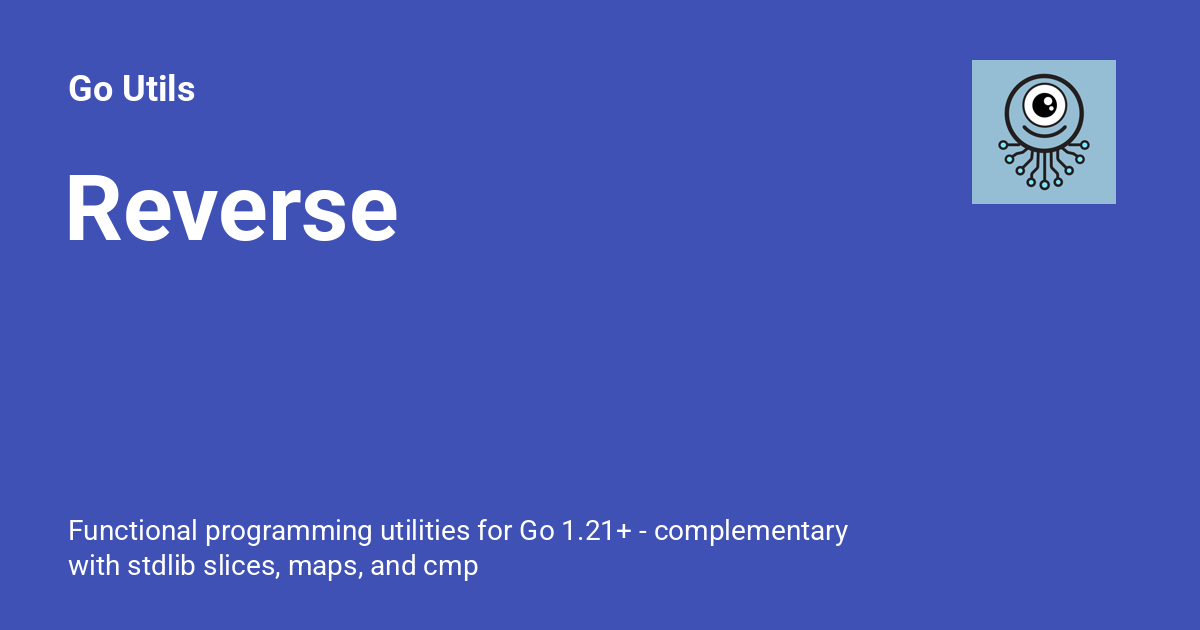 Go Utils
Reverse
Functional programming utilities for Go 1.21+ - complementary
with stdlib slices, maps, and cmp